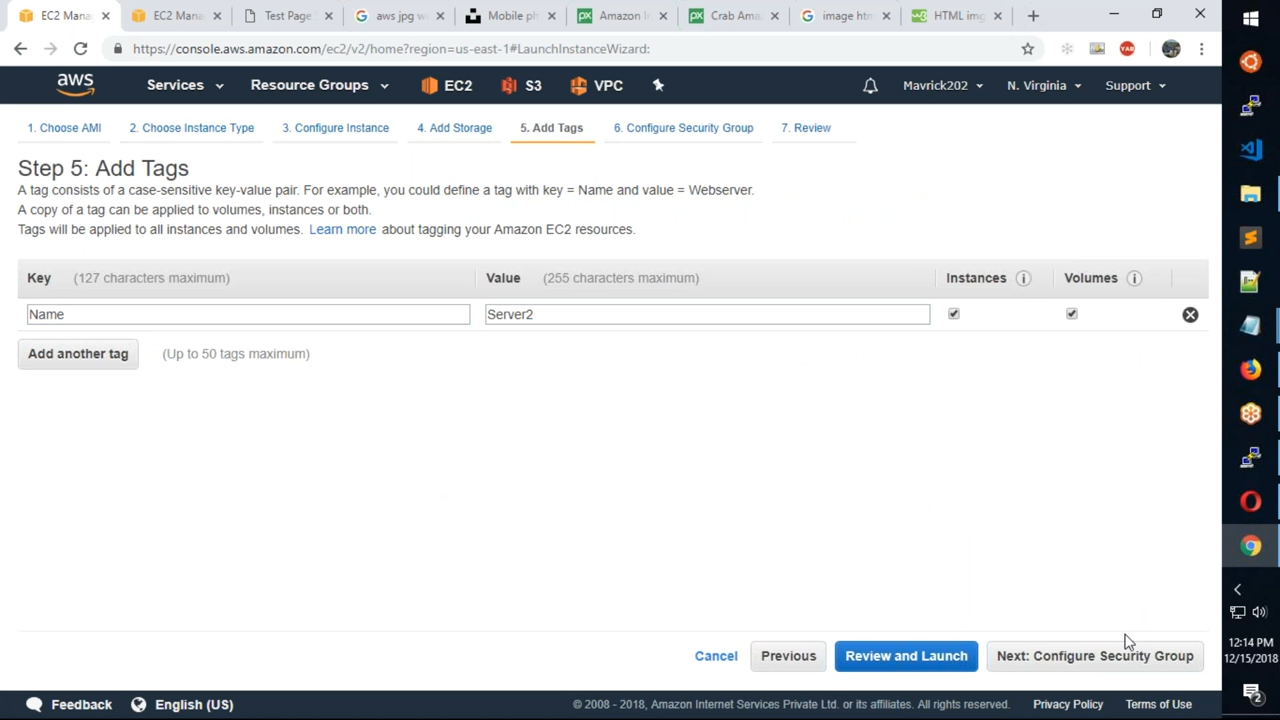 EC2 Mana
EC2 Mana
Test Page
aws jpg w
Mobile ph
Amazon I
Crab Ama
image htm
HTML img
https://console.aws.amazon.com/ec2/v2/home?region=us-east-1#LaunchInstanceWizard:
aws Services Resource Groups EC2 S3 VPC Mavrick202 N. Virginia Support
1. Choose AMI 2. Choose Instance Type 3. Configure Instance 4. Add Storage 5. Add Tags 6. Configure Security Group 7. Review
Step 5: Add Tags
A tag consists of a case-sensitive key-value pair. For example, you could define a tag with key = Name and value = Webserver.
A copy of a tag can be applied to volumes, instances or both.
Tags will be applied to all instances and volumes. Learn more about tagging your Amazon EC2 resources.
Key (127 characters maximum) Value (255 characters maximum) Instances Volumes
Name Server2
Add another tag (Up to 50 tags maximum)
Cancel Previous Review and Launch Next: Configure Security Group
Feedback English (US) © 2008 - 2018, Amazon Internet Services Private Ltd. or its affiliates. All rights reserved. Privacy Policy Terms of Use
12:14 PM
12/15/2018
2